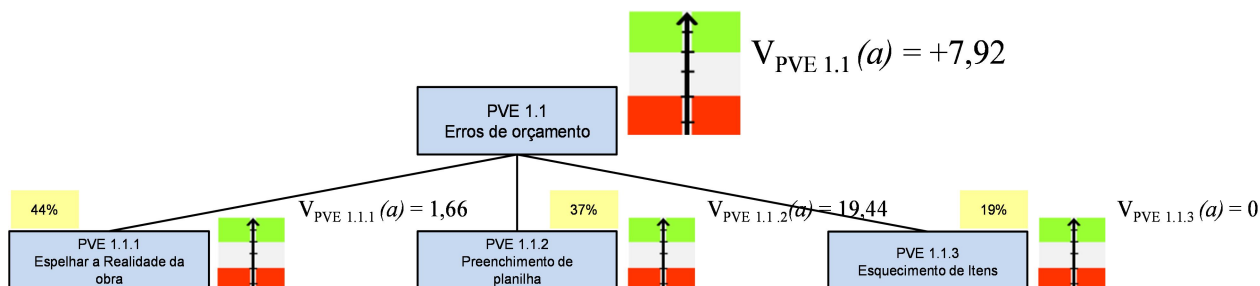 V_PVE 1.1 (a) = +7,92
PVE 1.1
Erros de orçamento
44%
V_PVE 1.1.1 (a) = 1,66
37%
V_PVE 1.1 .2(a) = 19,44
19%
V_PVE 1.1.3 (a) = 0
PVE 1.1.1
Espelhar a Realidade da
obra
PVE 1.1.2
Preenchimento de
planilha
PVE 1.1.3
Esquecimento de Itens